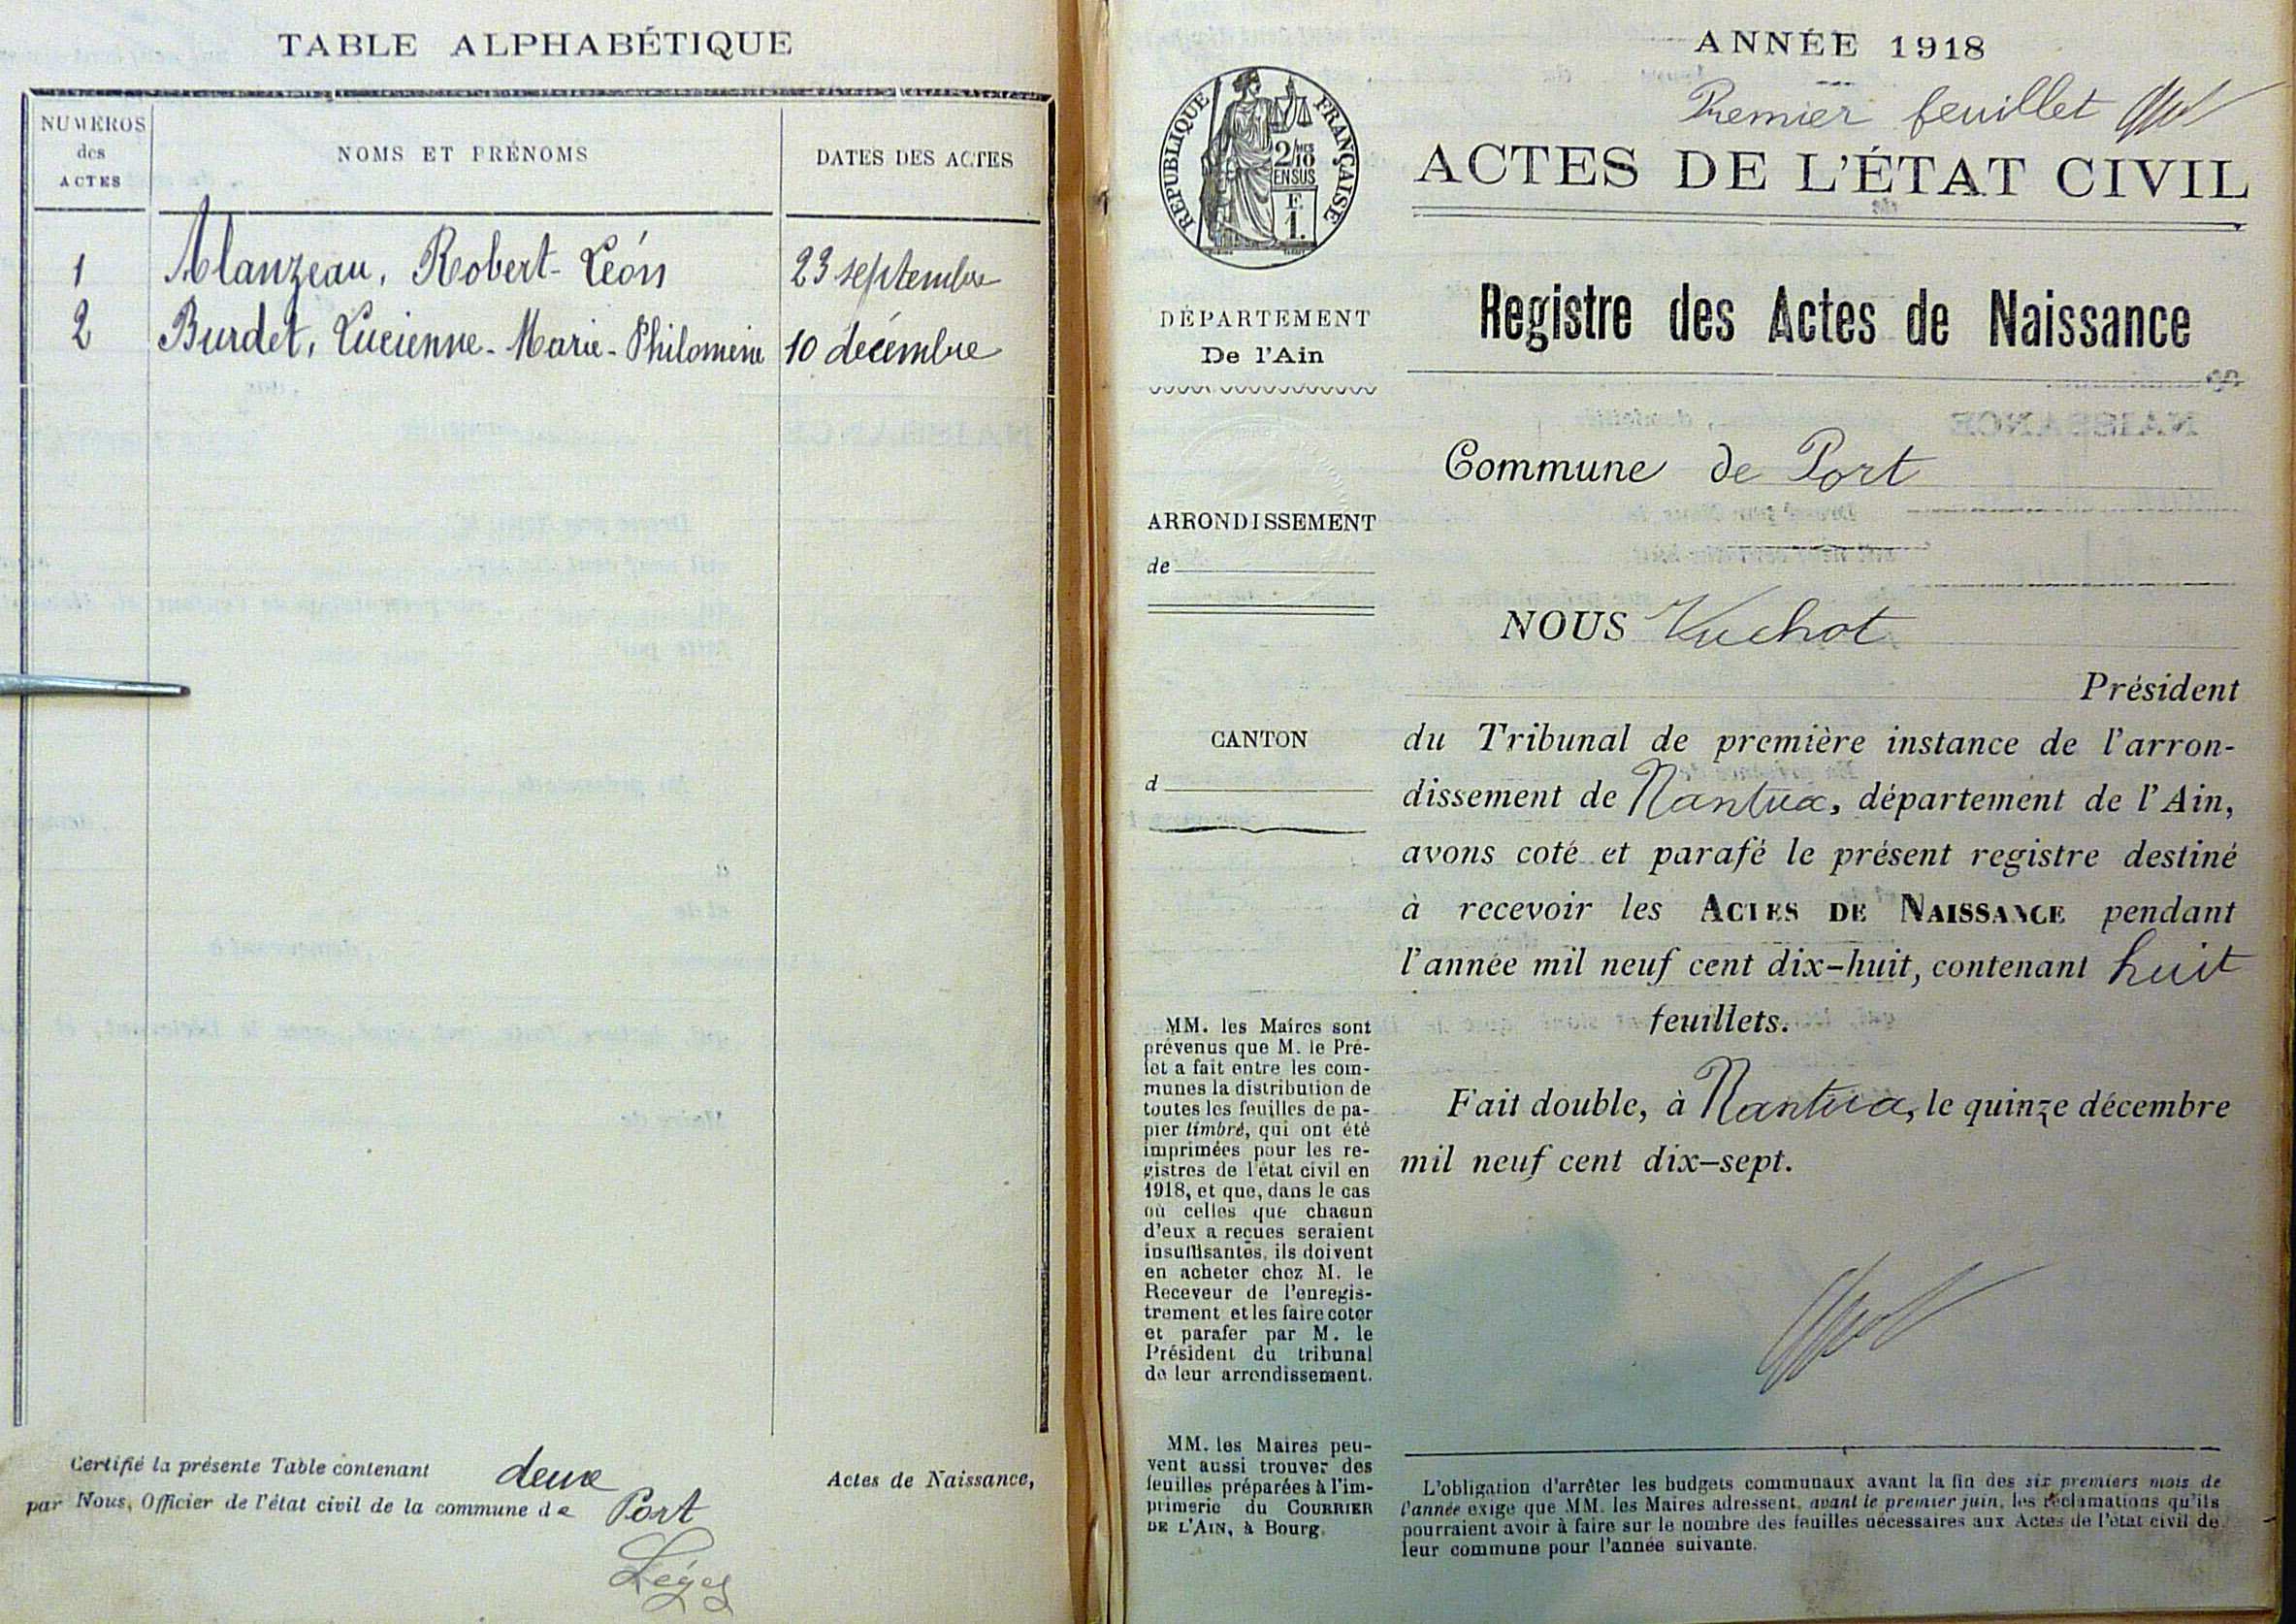 TABLE ALPHABÉTIQUE
NUMÉROS
des
ACTES
NOMS ET PRÉNOMS
DATES DES ACTES
1 Manzeau, Robert-Léon 23 septembre
2 Burdet, Lucienne-Marie-Philomène 10 décembre
Certifié la présente Table contenant deux Actes de Naissance,
par Nous, Officier de l'état civil de la commune de Port
ANNÉE 1918
Premier feuillet
RÉPUBLIQUE FRANÇAISE
2/10
EN SUS
F.
1.
ACTES DE L'ÉTAT CIVIL
DÉPARTEMENT
De l'Ain
Registre des Actes de Naissance
Commune de Port
ARRONDISSEMENT
de
NOUS Vuchot
Président
CANTON
d
du Tribunal de première instance de l'arron-
dissement de Nantua, département de l'Ain,
avons coté et parafé le présent registre destiné
à recevoir les ACTES DE NAISSANCE pendant
l'année mil neuf cent dix-huit, contenant huit
feuillets.
Fait double, à Nantua, le quinze décembre
mil neuf cent dix-sept.
MM. les Maires sont
prévenus que M. le Pré-
fet a fait entre les com-
munes la distribution de
toutes les feuilles de pa-
pier timbré, qui ont été
imprimées pour les re-
gistres de l'état civil en
1918, et que, dans le cas
où celles que chacun
d'eux a reçues seraient
insuffisantes, ils doivent
en acheter chez M. le
Receveur de l'enregis-
trement et les faire coter
et parafer par M. le
Président du tribunal
de leur arrondissement.
MM. les Maires peu-
vent aussi trouver des
feuilles préparées à l'im-
primerie du COURRIER
DE L'AIN, à Bourg.
L'obligation d'arrêter les budgets communaux avant la fin des six premiers mois de
l'année exige que MM. les Maires adressent, avant le premier juin, les réclamations qu'ils
pourraient avoir à faire sur le nombre des feuilles nécessaires aux Actes de l'état civil de
leur commune pour l'année suivante.